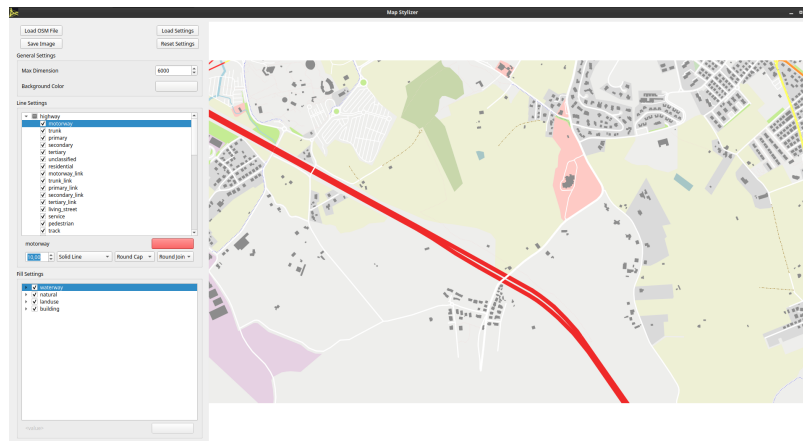 Map Stylizer
Load OSM File Load Settings
Save Image Reset Settings
General Settings
Max Dimension 6000
Background Color
Line Settings
highway
motorway
trunk
primary
secondary
tertiary
unclassified
residential
motorway_link
trunk_link
primary_link
secondary_link
tertiary_link
living_street
service
pedestrian
track
motorway
10,00 Solid Line Round Cap Round Join
Fill Settings
waterway
natural
landuse
building